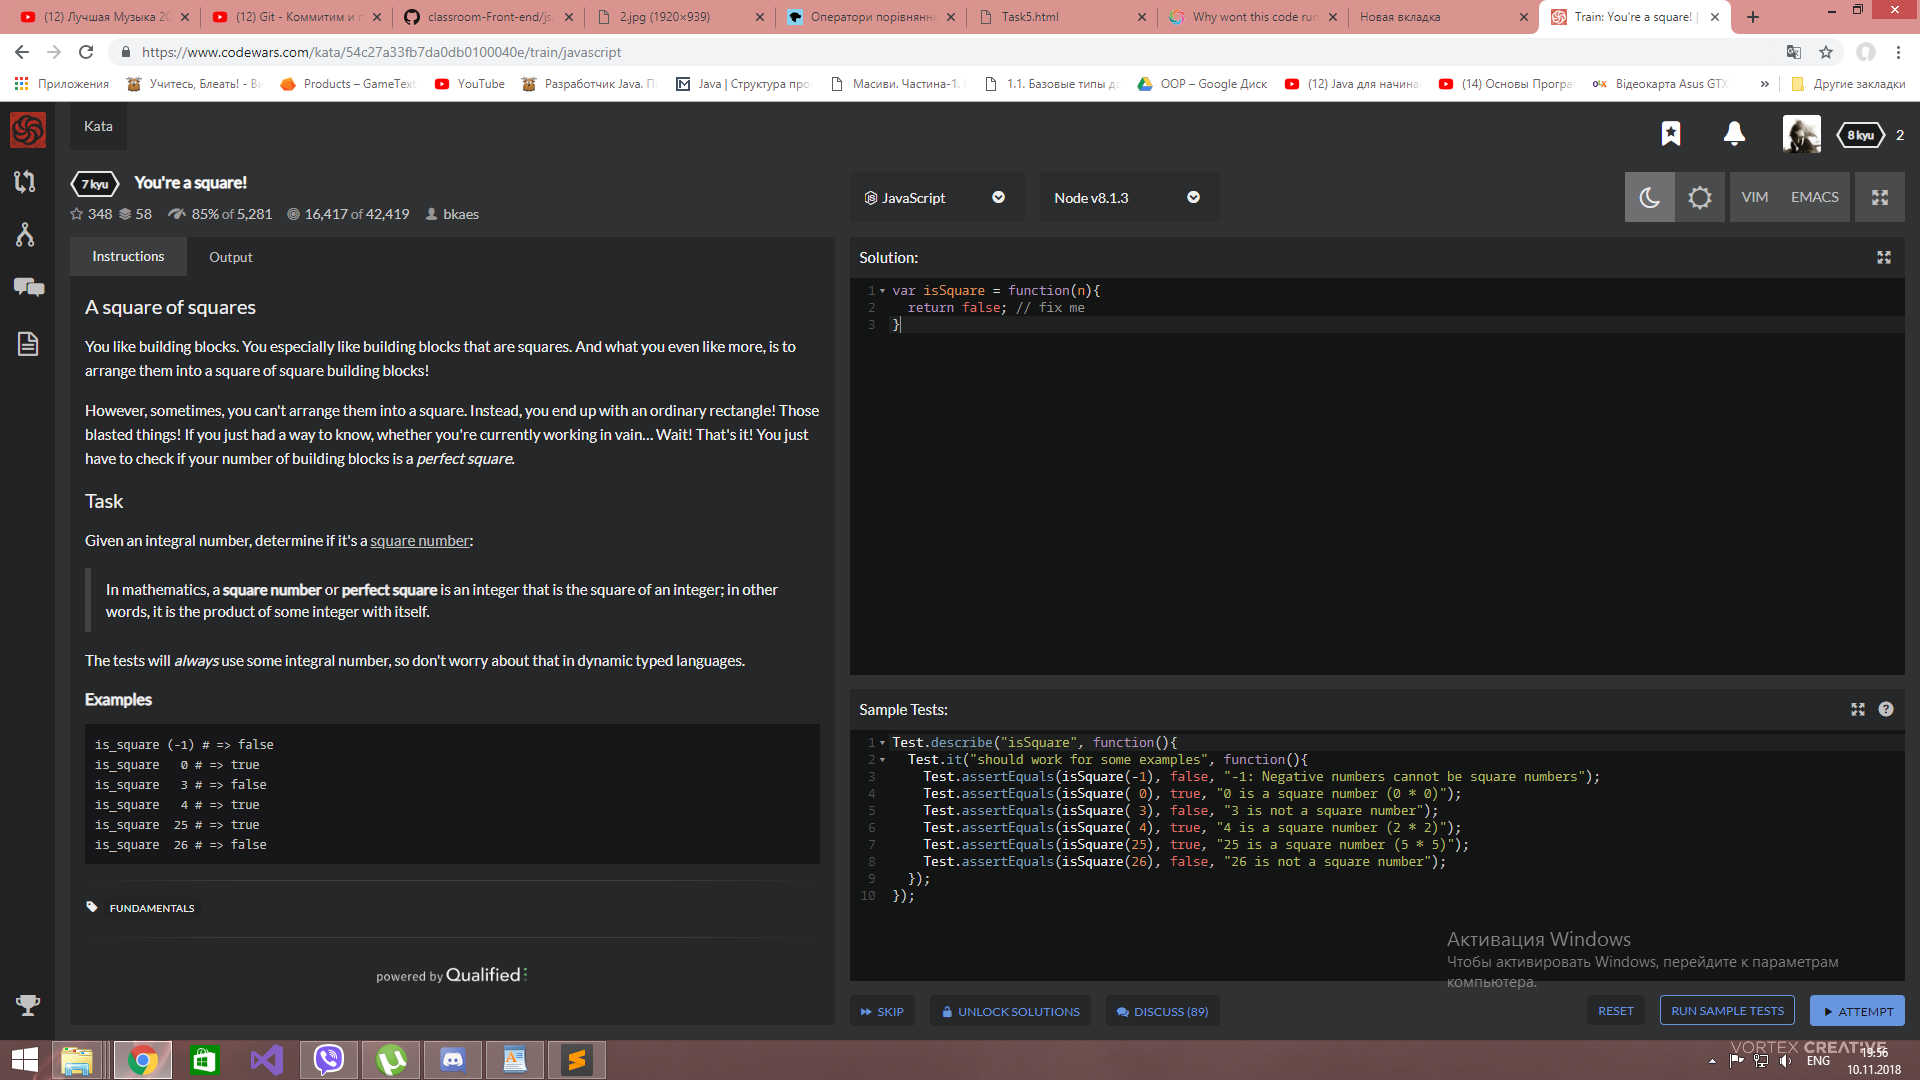 (12) Лучшая Музыка 20
(12) Git - Коммитим и п
classroom-Front-end/js
2.jpg (1920×939)
Оператори порівнянн
Task5.html
Why wont this code run
Новая вкладка
Train: You're a square! |
https://www.codewars.com/kata/54c27a33fb7da0db0100040e/train/javascript
Приложения
Учитесь, Блеать! - Ви
Products – GameText
YouTube
Разработчик Java. П
Java | Структура про
Масиви. Частина-1.
1.1. Базовые типы да
OOP – Google Диск
(12) Java для начина
(14) Основы Програ
Відеокарта Asus GTX
»
Другие закладки
Kata
8 kyu
2
7 kyu
You're a square!
348
58
85% of 5,281
16,417 of 42,419
bkaes
JavaScript
Node v8.1.3
VIM
EMACS
Instructions
Output
A square of squares
You like building blocks. You especially like building blocks that are squares. And what you even like more, is to
arrange them into a square of square building blocks!
However, sometimes, you can't arrange them into a square. Instead, you end up with an ordinary rectangle! Those
blasted things! If you just had a way to know, whether you're currently working in vain… Wait! That's it! You just
have to check if your number of building blocks is a perfect square.
Task
Given an integral number, determine if it's a square number:
In mathematics, a square number or perfect square is an integer that is the square of an integer; in other
words, it is the product of some integer with itself.
The tests will always use some integral number, so don't worry about that in dynamic typed languages.
Examples
is_square (-1) # => false
is_square   0 # => true
is_square   3 # => false
is_square   4 # => true
is_square  25 # => true
is_square  26 # => false
FUNDAMENTALS
powered by Qualified
Solution:
1 var isSquare = function(n){
2   return false; // fix me
3 }
Sample Tests:
1 Test.describe("isSquare", function(){
2   Test.it("should work for some examples", function(){
3     Test.assertEquals(isSquare(-1), false, "-1: Negative numbers cannot be square numbers");
4     Test.assertEquals(isSquare( 0), true, "0 is a square number (0 * 0)");
5     Test.assertEquals(isSquare( 3), false, "3 is not a square number");
6     Test.assertEquals(isSquare( 4), true, "4 is a square number (2 * 2)");
7     Test.assertEquals(isSquare(25), true, "25 is a square number (5 * 5)");
8     Test.assertEquals(isSquare(26), false, "26 is not a square number");
9   });
10 });
Активация Windows
Чтобы активировать Windows, перейдите к параметрам
компьютера.
SKIP
UNLOCK SOLUTIONS
DISCUSS (89)
RESET
RUN SAMPLE TESTS
ATTEMPT
VORTEX CREATIVE
ENG
19:56
10.11.2018